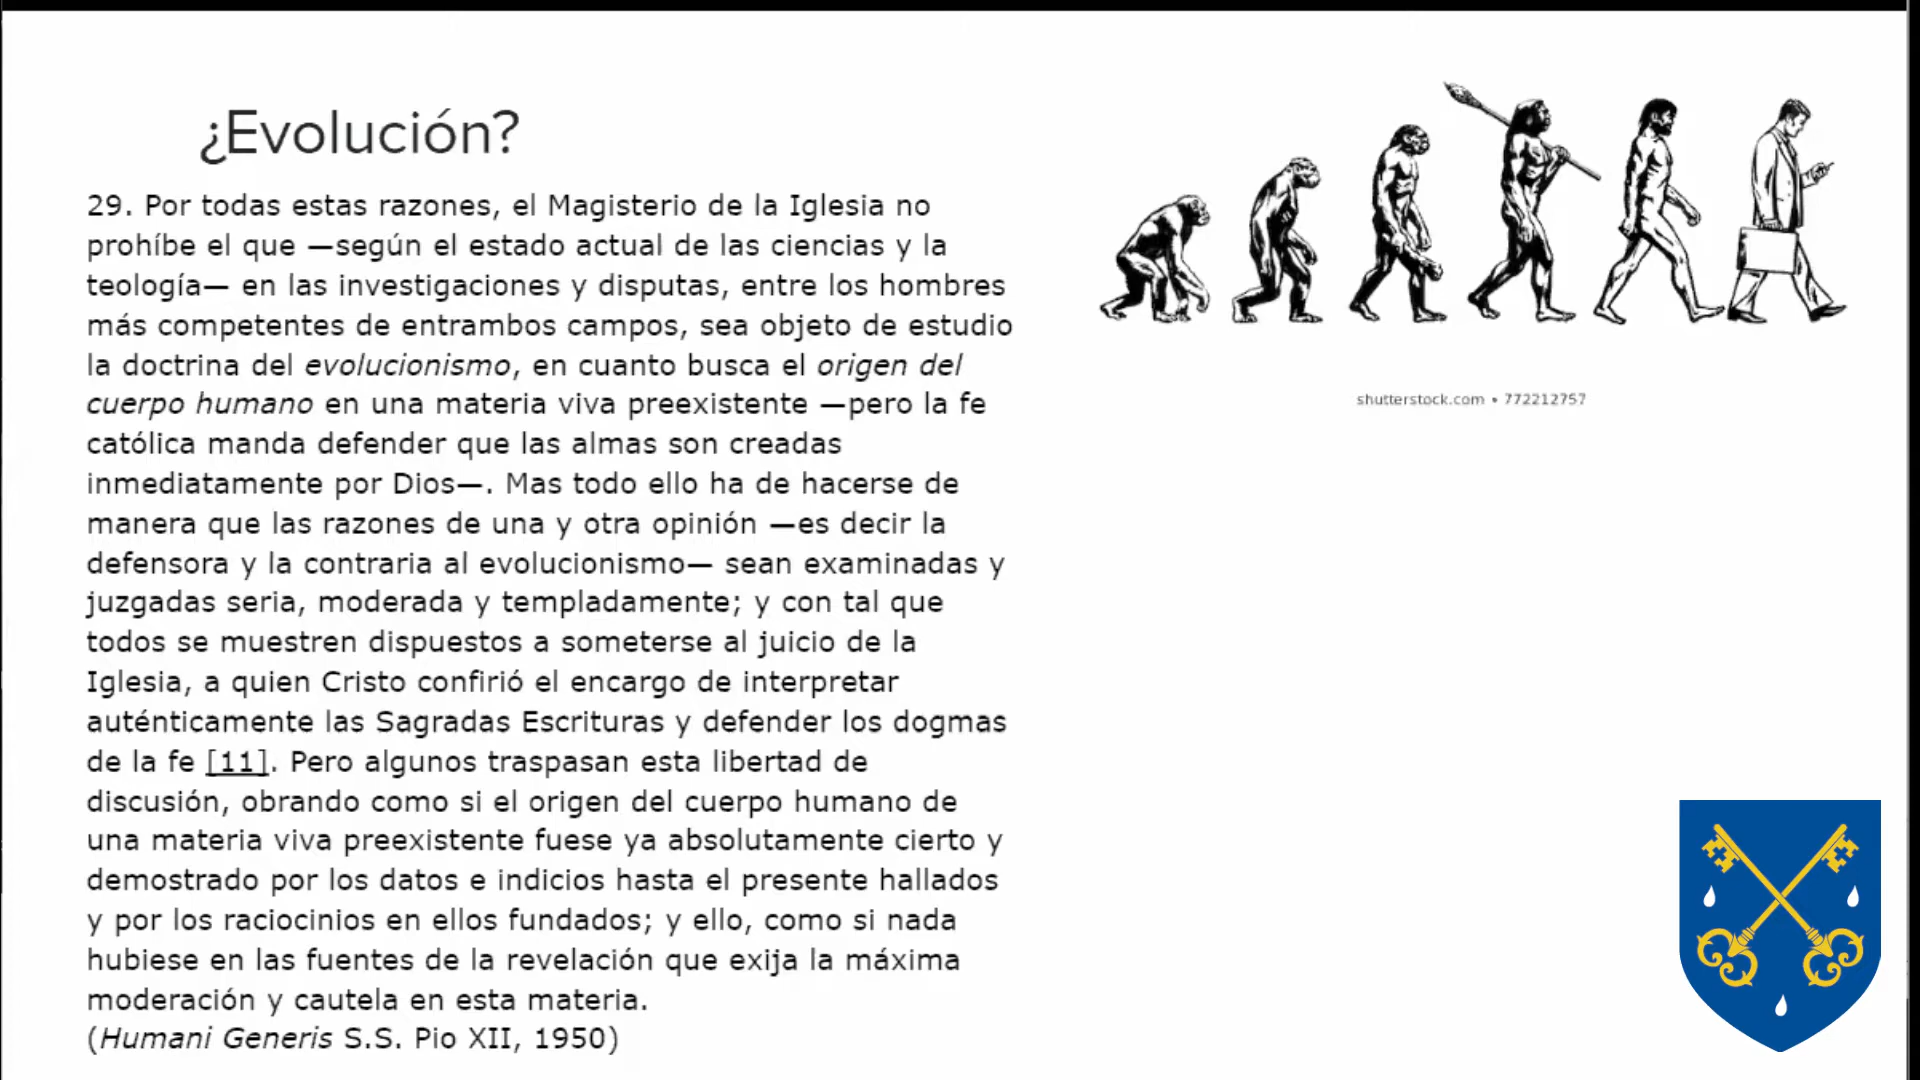 ¿Evolución?
29. Por todas estas razones, el Magisterio de la Iglesia no
prohíbe el que —según el estado actual de las ciencias y la
teología— en las investigaciones y disputas, entre los hombres
más competentes de entrambos campos, sea objeto de estudio
la doctrina del evolucionismo, en cuanto busca el origen del
cuerpo humano en una materia viva preexistente —pero la fe
católica manda defender que las almas son creadas
inmediatamente por Dios—. Mas todo ello ha de hacerse de
manera que las razones de una y otra opinión —es decir la
defensora y la contraria al evolucionismo— sean examinadas y
juzgadas seria, moderada y templadamente; y con tal que
todos se muestren dispuestos a someterse al juicio de la
Iglesia, a quien Cristo confirió el encargo de interpretar
auténticamente las Sagradas Escrituras y defender los dogmas
de la fe [11]. Pero algunos traspasan esta libertad de
discusión, obrando como si el origen del cuerpo humano de
una materia viva preexistente fuese ya absolutamente cierto y
demostrado por los datos e indicios hasta el presente hallados
y por los raciocinios en ellos fundados; y ello, como si nada
hubiese en las fuentes de la revelación que exija la máxima
moderación y cautela en esta materia.
(Humani Generis S.S. Pio XII, 1950)
shutterstock.com • 772212757